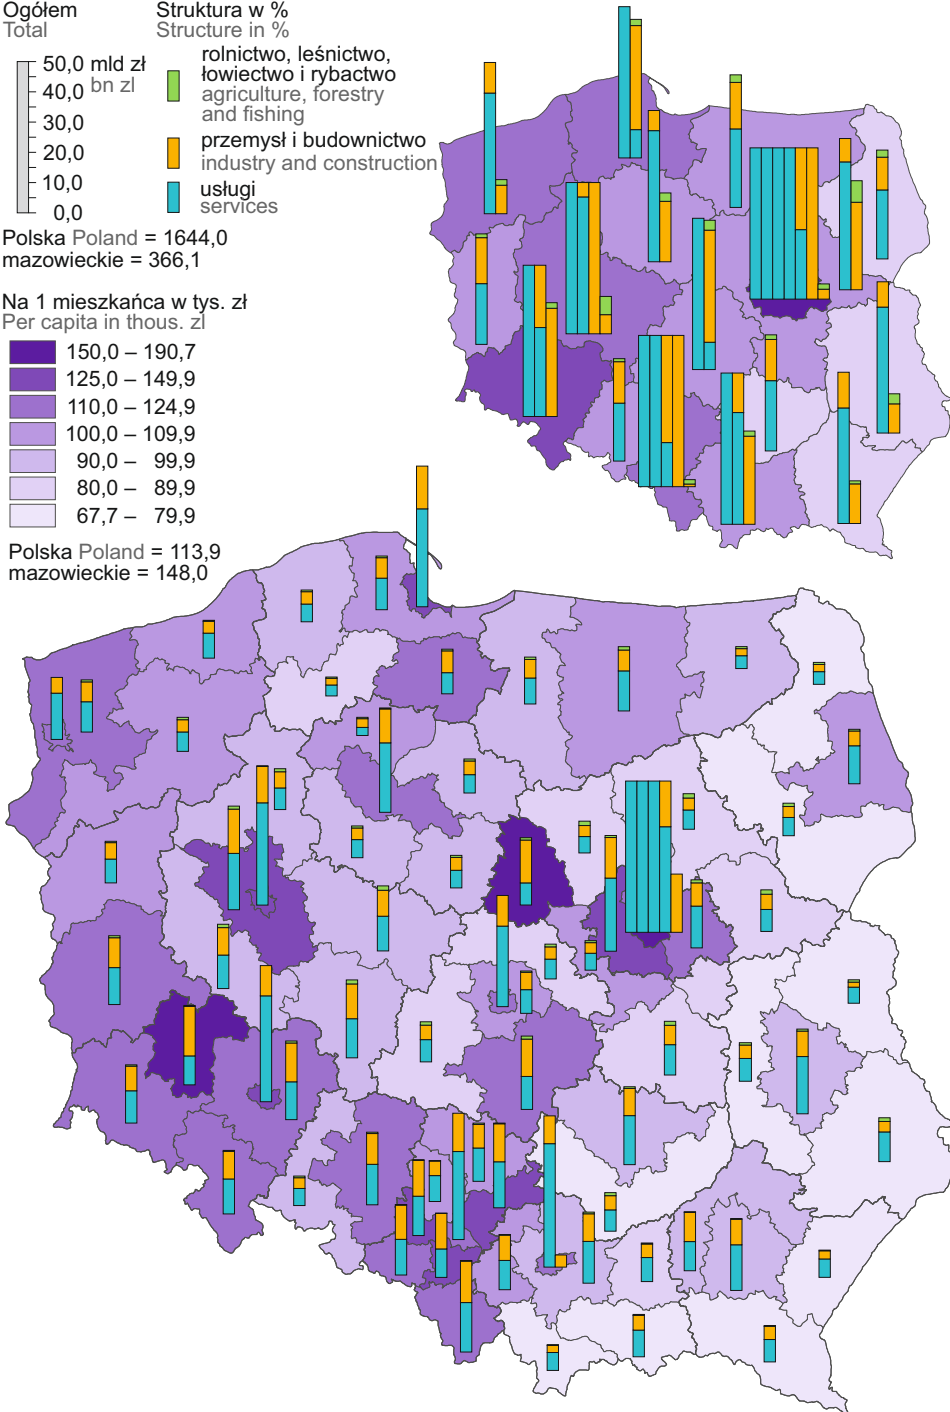 Ogółem
Total
50,0 mld zł
bn zl
40,0
30,0
20,0
10,0
0,0
Struktura w %
Structure in %
rolnictwo, leśnictwo,
łowiectwo i rybactwo
agriculture, forestry
and fishing
przemysł i budownictwo
industry and construction
usługi
services
Polska Poland = 1644,0
mazowieckie = 366,1
Na 1 mieszkańca w tys. zł
Per capita in thous. zl
150,0 – 190,7
125,0 – 149,9
110,0 – 124,9
100,0 – 109,9
90,0 – 99,9
80,0 – 89,9
67,7 – 79,9
Polska Poland = 113,9
mazowieckie = 148,0